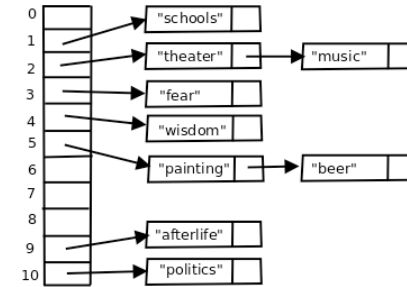 0
"schools"
1
2
"theater"
"music"
3
"fear"
4
"wisdom"
5
6
"painting"
"beer"
7
8
9
"afterlife"
10
"politics"